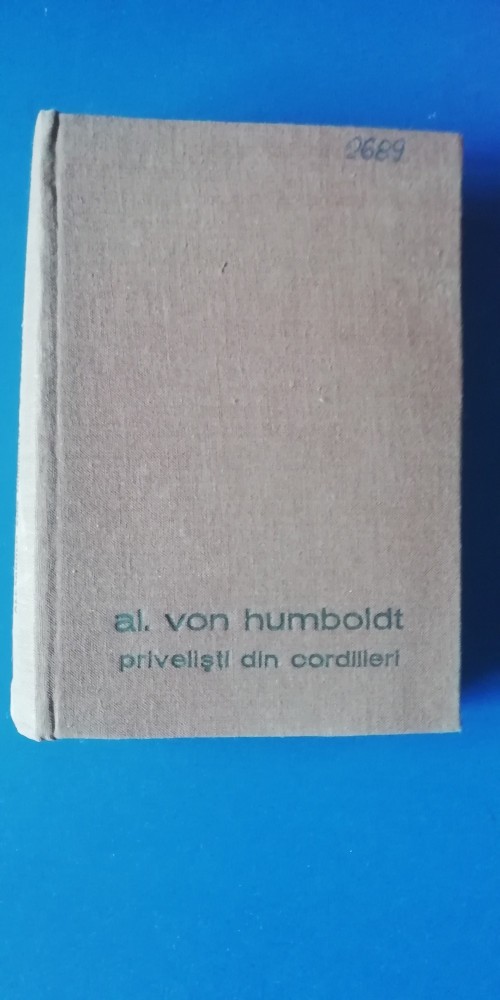 2689
al. von humboldt
priveliști din cordilieri